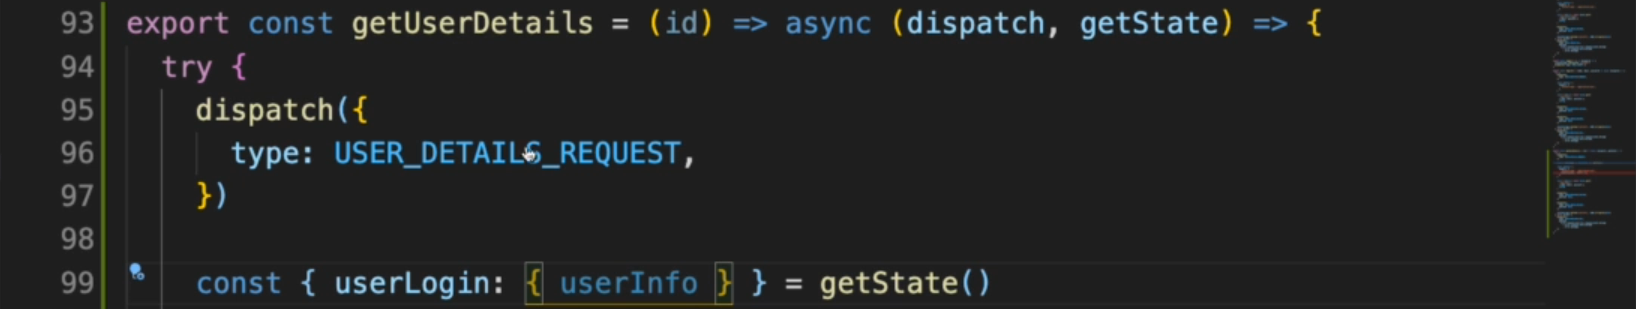 93 export const getUserDetails = (id) => async (dispatch, getState) => {
94 try {
95 dispatch({
96 type: USER_DETAILS_REQUEST,
97 })
98
99 const { userLogin: { userInfo } } = getState()